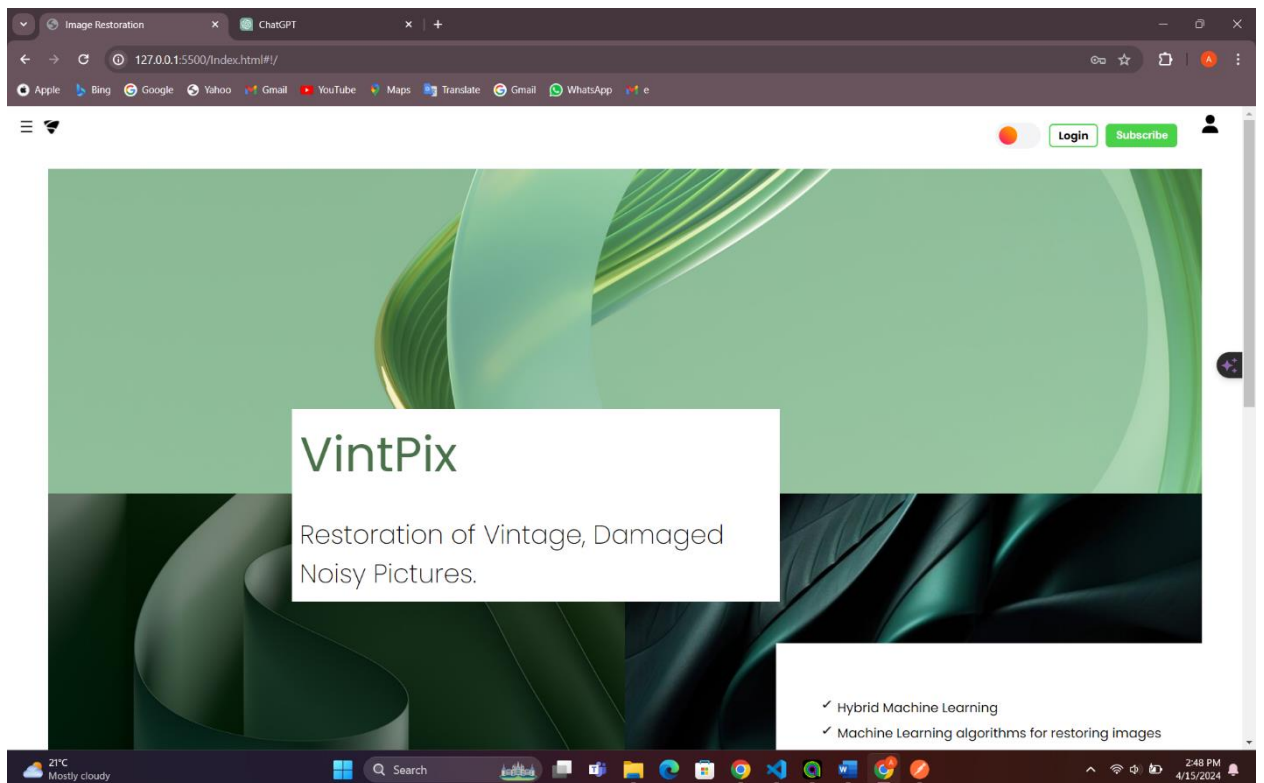 Image Restoration
ChatGPT
127.0.0.1:5500/Index.html#!/
A
Apple Bing Google Yahoo Gmail YouTube Maps Translate Gmail WhatsApp e
Login Subscribe
VintPix
Restoration of Vintage, Damaged
Noisy Pictures.
✓ Hybrid Machine Learning
✓ Machine Learning algorithms for restoring images
21°C
Mostly cloudy
Search
2:48 PM
4/15/2024